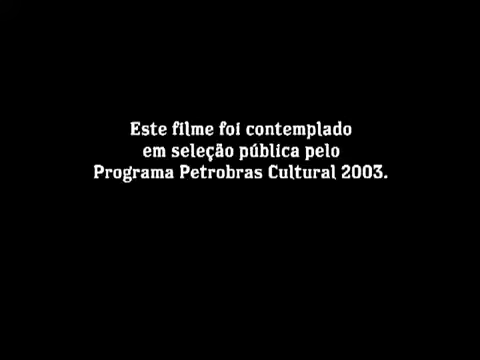 Este filme foi contemplado
em seleção pública pelo
Programa Petrobras Cultural 2003.